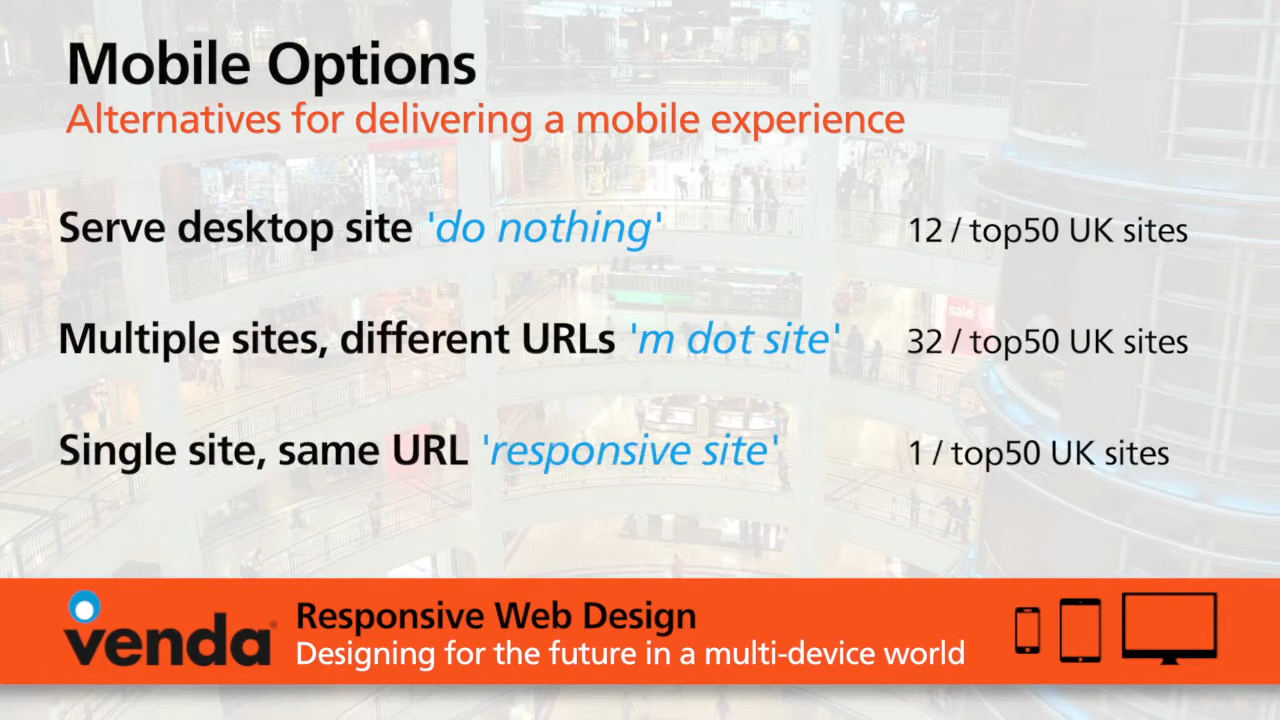 Mobile Options
Alternatives for delivering a mobile experience
Serve desktop site 'do nothing' 12 / top50 UK sites
Multiple sites, different URLs 'm dot site' 32 / top50 UK sites
Single site, same URL 'responsive site' 1 / top50 UK sites
venda
Responsive Web Design
Designing for the future in a multi-device world